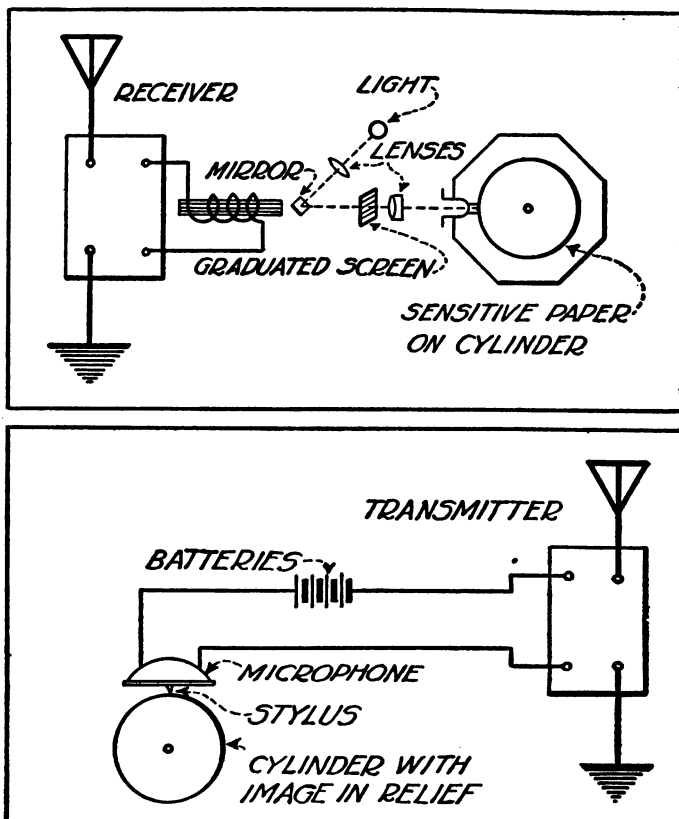 RECEIVER
LIGHT
MIRROR
LENSES
GRADUATED SCREEN
SENSITIVE PAPER
ON CYLINDER
TRANSMITTER
BATTERIES
MICROPHONE
STYLUS
CYLINDER WITH
IMAGE IN RELIEF